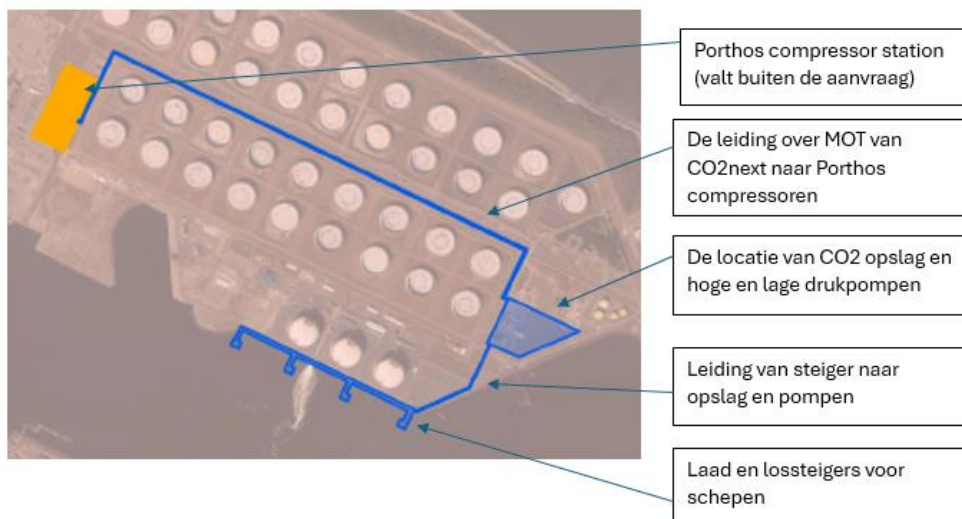 Porthos compressor station
(valt buiten de aanvraag)
De leiding over MOT van
CO2next naar Porthos
compressoren
De locatie van CO2 opslag en
hoge en lage drukpompen
Leiding van steiger naar
opslag en pompen
Laad en lossteigers voor
schepen